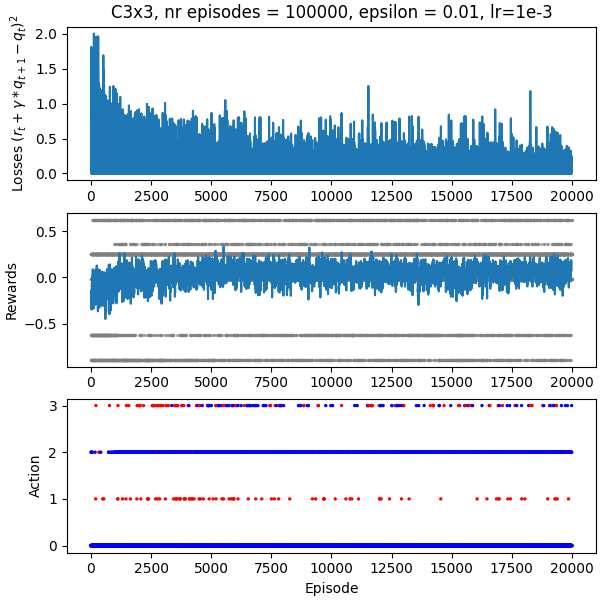 C3x3, nr episodes = 100000, epsilon = 0.01, lr=1e-3
Losses $(r_t + \gamma * q_{t+1} - q_t)^2$
2.0
1.5
1.0
0.5
0.0
0 2500 5000 7500 10000 12500 15000 17500 20000
Rewards
0.5
0.0
−0.5
0 2500 5000 7500 10000 12500 15000 17500 20000
Action
3
2
1
0
0 2500 5000 7500 10000 12500 15000 17500 20000
Episode